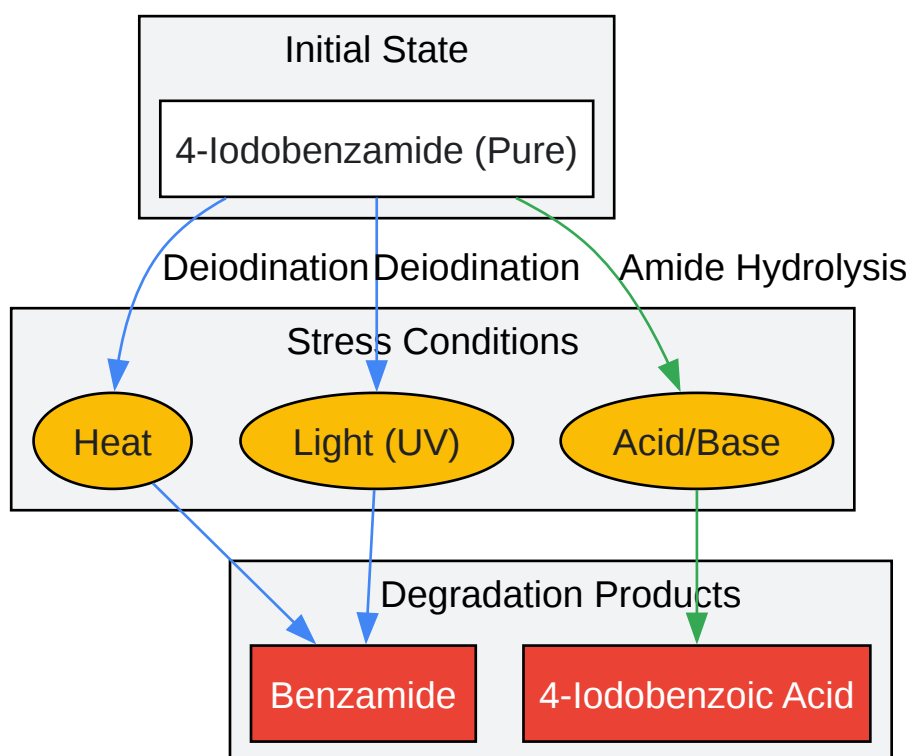 Initial State
4-Iodobenzamide (Pure)
Deiodination
Deiodination
Amide Hydrolysis
Stress Conditions
Heat
Light (UV)
Acid/Base
Degradation Products
Benzamide
4-Iodobenzoic Acid